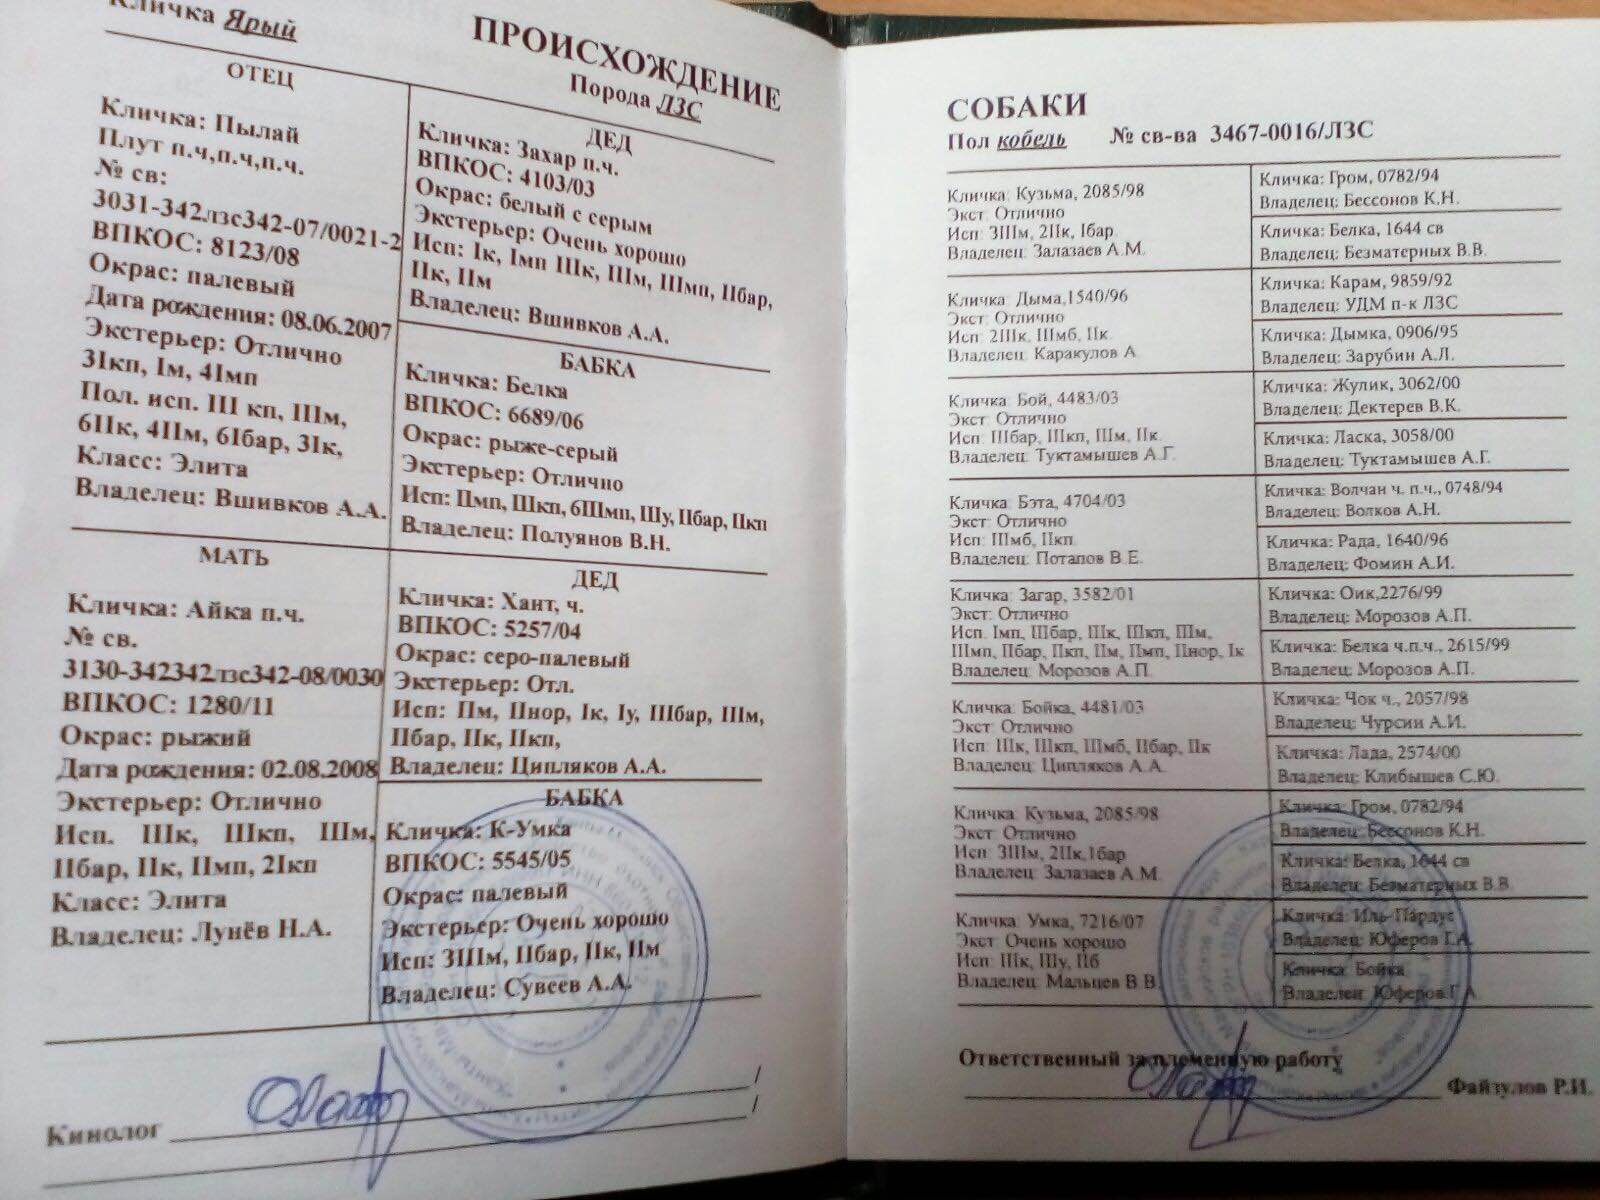 Кличка Ярый
ПРОИСХОЖДЕНИЕ
Порода ЛЗС
ОТЕЦ
Кличка: Пылай
Плут п.ч,п.ч,п.ч.
№ св:
3031-342лзс342-07/0021-2
ВПКОС: 8123/08
Окрас: палевый
Дата рождения: 08.06.2007
Экстерьер: Отлично
3Iкп, Iм, 4Iмп
Пол. исп. III кп, IIIм,
6IIк, 4IIм, 6Iбар, 3Iк,
Класс: Элита
Владелец: Вшивков А.А.
ДЕД
Кличка: Захар п.ч.
ВПКОС: 4103/03
Окрас: белый с серым
Экстерьер: Очень хорошо
Исп: Iк, Iмп IIIк, IIIм, IIIмп, IIбар,
IIк, IIм
Владелец: Вшивков А.А.
БАБКА
Кличка: Белка
ВПКОС: 6689/06
Окрас: рыже-серый
Экстерьер: Отлично
Исп: IIмп, IIIкп, 6IIIмп, IIIу, IIбар, IIкп
Владелец: Полуянов В.Н.
МАТЬ
Кличка: Айка п.ч.
№ св.
3130-342342лзс342-08/0030
ВПКОС: 1280/11
Окрас: рыжий
Дата рождения: 02.08.2008
Экстерьер: Отлично
Исп. IIIк, IIIкп, IIIм,
IIбар, IIк, IIмп, 2Iкп
Класс: Элита
Владелец: Лунёв Н.А.
ДЕД
Кличка: Хант, ч.
ВПКОС: 5257/04
Окрас: серо-палевый
Экстерьер: Отл.
Исп: IIм, IIнор, Iк, Iу, IIIбар, IIIм,
IIбар, IIк, IIкп,
Владелец: Ципляков А.А.
БАБКА
Кличка: К-Умка
ВПКОС: 5545/05
Окрас: палевый
Экстерьер: Очень хорошо
Исп: 3IIIм, IIбар, IIк, IIм
Владелец: Сувеев А.А.
Кинолог
СОБАКИ
Пол кобель № св-ва 3467-0016/ЛЗС
Кличка: Кузьма, 2085/98
Экст: Отлично
Исп: 3IIIм, 2IIк, Iбар.
Владелец: Залазаев А.М.
Кличка: Гром, 0782/94
Владелец: Бессонов К.Н.
Кличка: Белка, 1644 св
Владелец: Безматерных В.В.
Кличка: Дыма,1540/96
Экст: Отлично
Исп: 2IIIк, IIIмб, IIк.
Владелец: Каракулов А.
Кличка: Карам, 9859/92
Владелец: УДМ п-к ЛЗС
Кличка: Дымка, 0906/95
Владелец: Зарубин А.Л.
Кличка: Бой, 4483/03
Экст: Отлично
Исп: IIIбар, IIIкп, IIIм, IIк.
Владелец: Туктамышев А.Г.
Кличка: Жулик, 3062/00
Владелец: Дектерев В.К.
Кличка: Ласка, 3058/00
Владелец: Туктамышев А.Г.
Кличка: Бэта, 4704/03
Экст: Отлично
Исп: IIIмб, IIкп.
Владелец: Потапов В.Е.
Кличка: Волчан ч. п.ч., 0748/94
Владелец: Волков А.Н.
Кличка: Рада, 1640/96
Владелец: Фомин А.И.
Кличка: Загар, 3582/01
Экст: Отлично
Исп: Iмп, IIIбар, IIIк, IIIкп, IIIм,
IIIмп, IIбар, IIкп, IIм, IIмп, IIнор, Iк
Владелец: Морозов А.П.
Кличка: Оик,2276/99
Владелец: Морозов А.П.
Кличка: Белка ч.п.ч., 2615/99
Владелец: Морозов А.П.
Кличка: Бойка, 4481/03
Экст: Отлично
Исп: IIIк, IIIкп, IIIмб, IIбар, IIк
Владелец: Ципляков А.А.
Кличка: Чок ч., 2057/98
Владелец: Чурсин А.И.
Кличка: Лада, 2574/00
Владелец: Клибышев С.Ю.
Кличка: Кузьма, 2085/98
Экст: Отлично
Исп: 3IIIм, 2IIк,1бар
Владелец: Залазаев А.М.
Кличка: Гром, 0782/94
Владелец: Бессонов К.Н.
Кличка: Белка, 1644 св
Владелец: Безматерных В.В.
Кличка: Умка, 7216/07
Экст: Очень хорошо
Исп: IIIк, IIIу, IIб
Владелец: Мальцев В.В.
Кличка: Иль-Пардус
Владелец: Юферов Г.А.
Кличка: Бойка
Владелец: Юферов Г.А.
Ответственный за племенную работу
Файзулов Р.И.